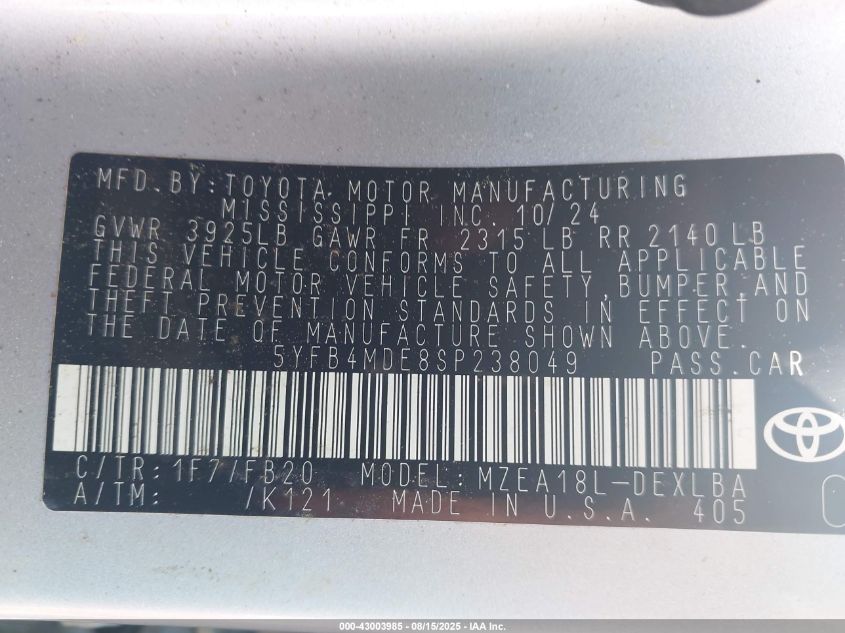 MFD.BY:TOYOTA MOTOR MANUFACTURING
MISSISSIPPI INC. 10/24
GVWR 3925LB GAWR FR 2315 LB RR 2140 LB
THIS VEHICLE CONFORMS TO ALL APPLICABLE
FEDERAL MOTOR VEHICLE SAFETY,BUMPER,AND
THEFT PREVENTION STANDARDS IN EFFECT ON
THE DATE OF MANUFACTURE SHOWN ABOVE.
5YFB4MDE8SP238049 PASS.CAR
C/TR: 1F7/FB20 MODEL: MZEA18L-DEXLBA
A/TM: /K121 MADE IN U.S.A. 405
000-43003985 - 08/15/2025 - IAA Inc.